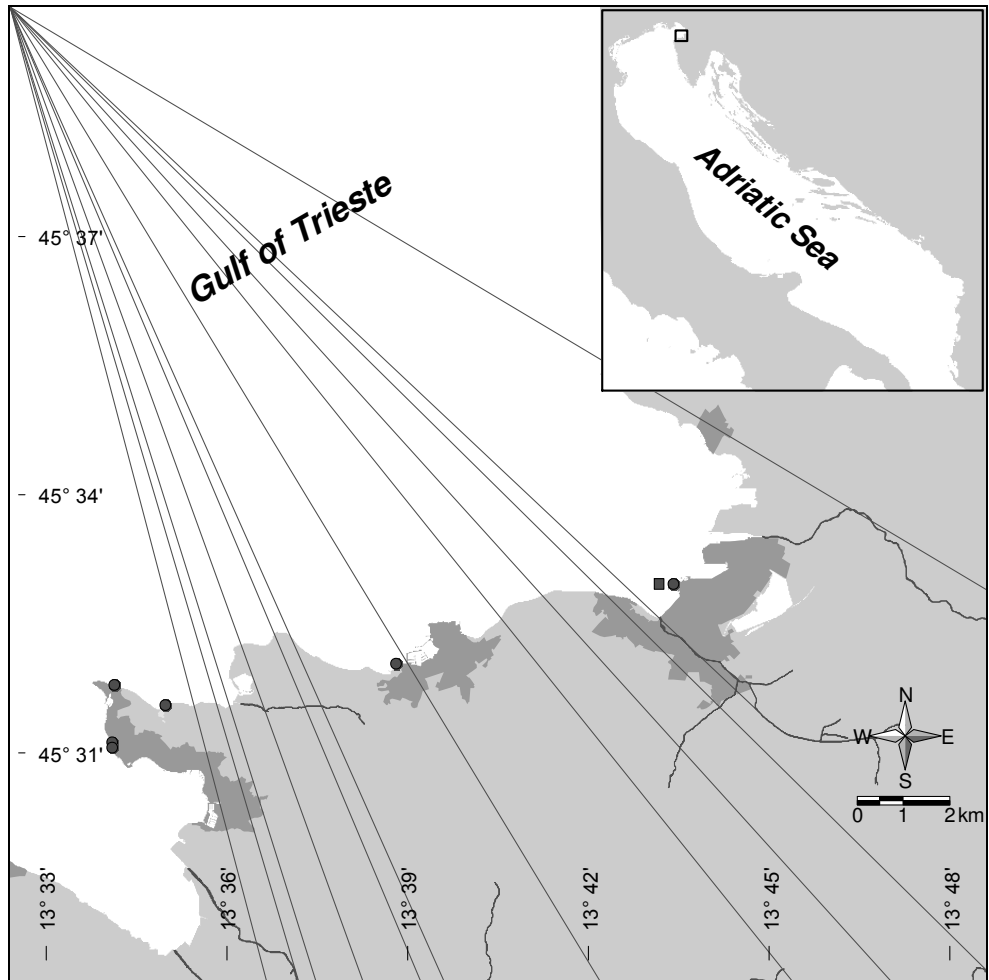 Adriatic Sea
Gulf of Trieste
45° 37'
45° 34'
45° 31'
N
W E
S
0 1 2 km
13° 33'
13° 36'
13° 39'
13° 42'
13° 45'
13° 48'